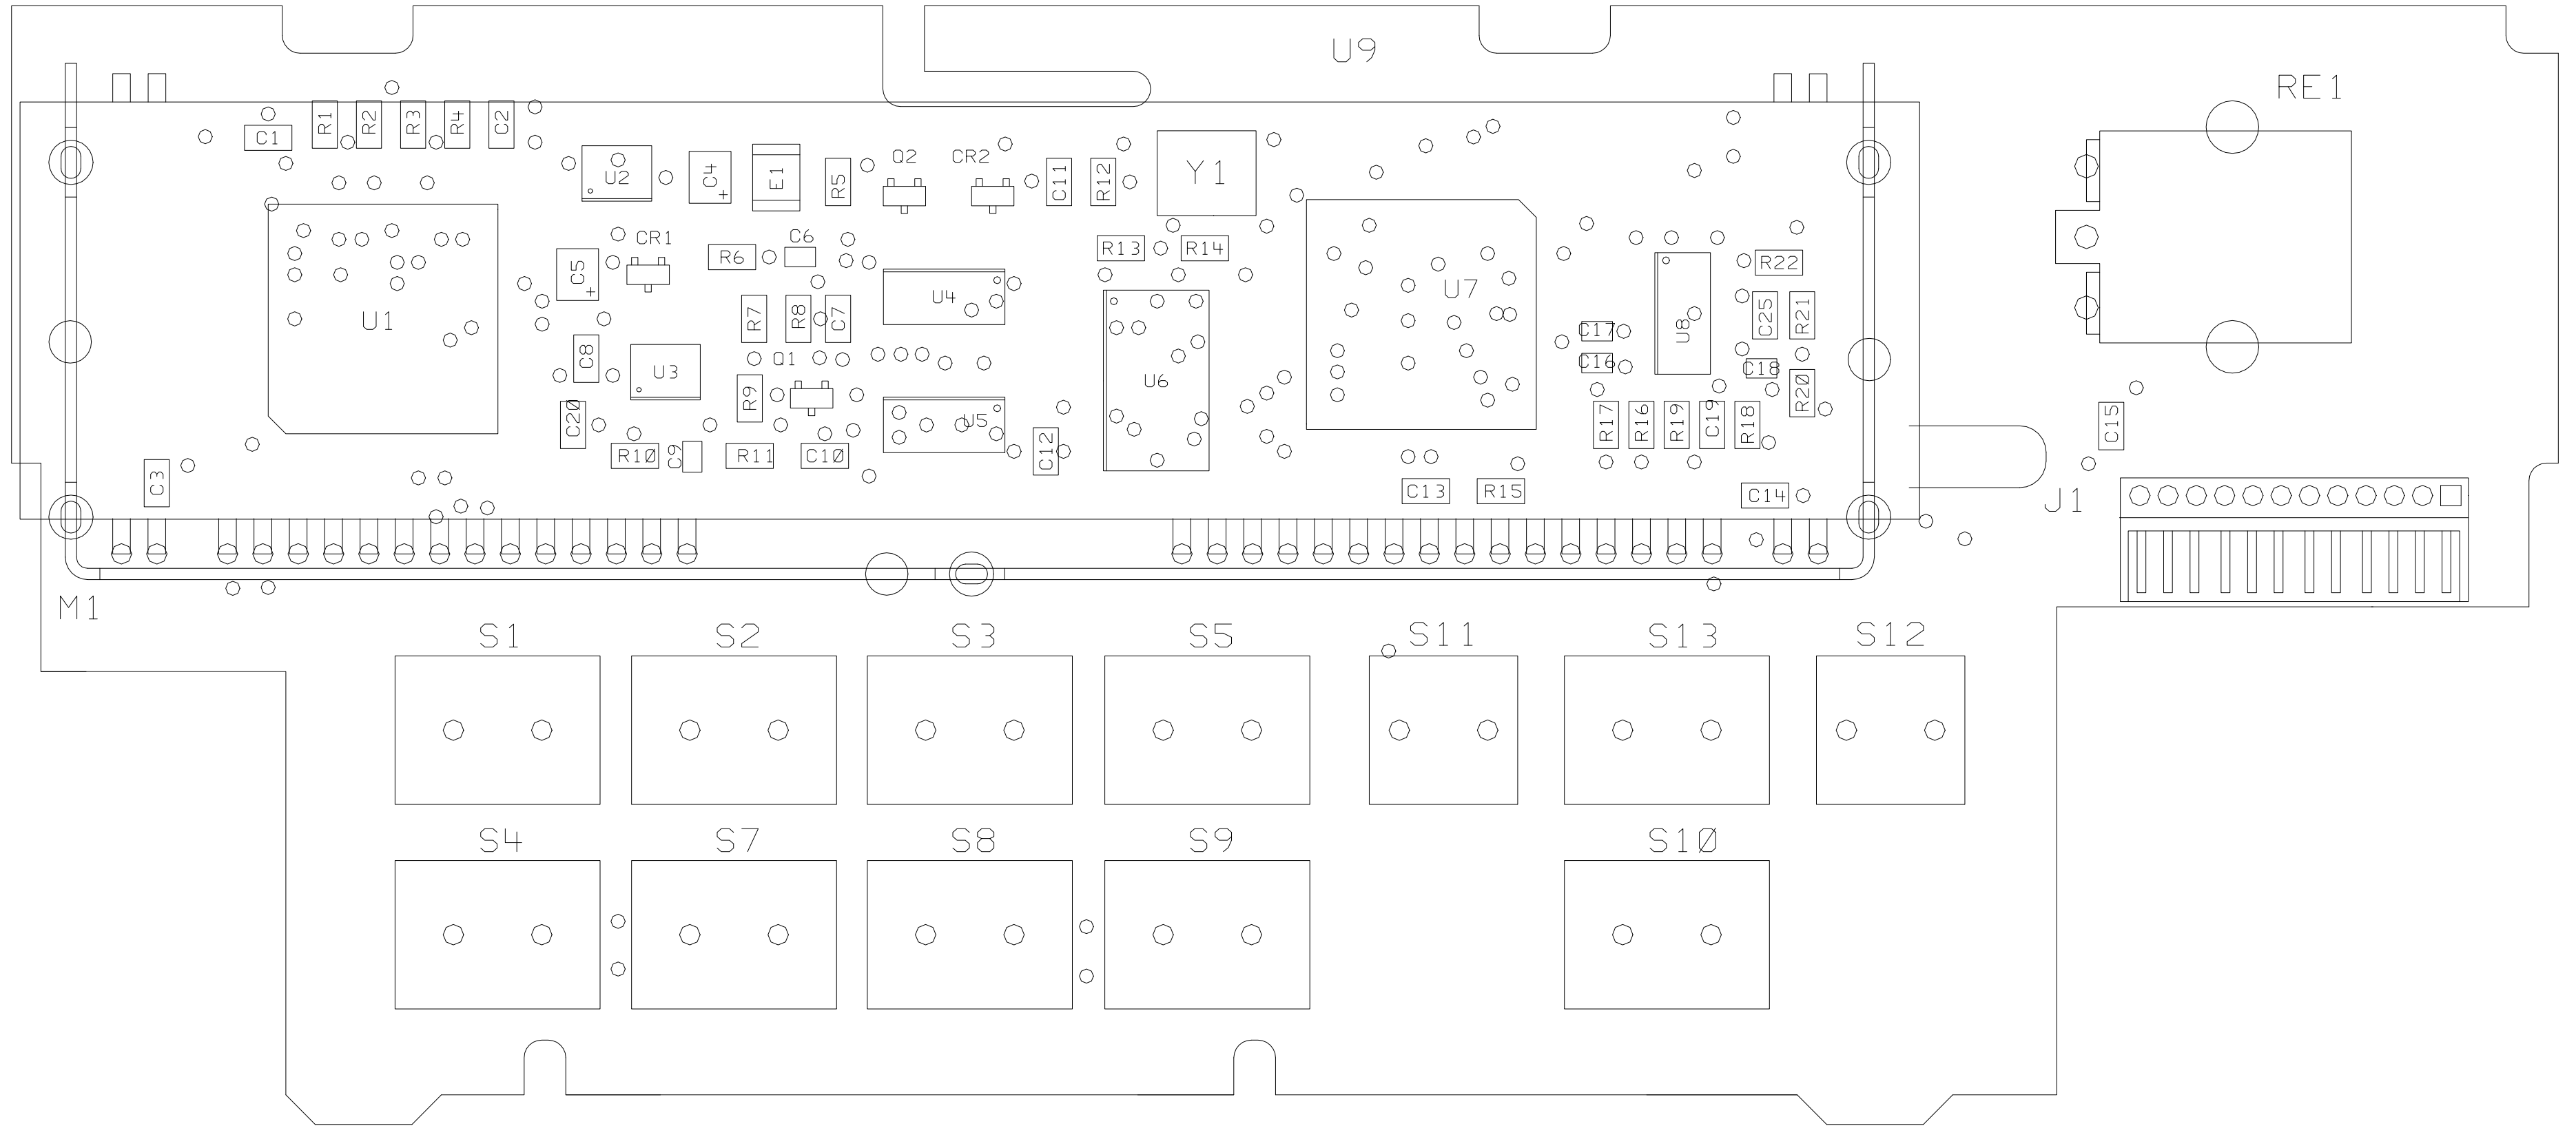 U9
RE1
C1 R1 R2 R3 R4 C2
U2 C4 + E1 R5 Q2 CR2 C11 R12 Y1
CR1 C6 R6 R13 R14 R22
C5 + U4 U7
U1 R7 R8 C7 C17 U8 C25 R21
C8 U3 Q1 U6 C16 C18
R9 R20
C20 U5 R17 R16 R19 C19 R18 C15
R10 C9 R11 C10 C12
C3 C13 R15 C14 J1
M1
S1 S2 S3 S5 S11 S13 S12
S4 S7 S8 S9 S10